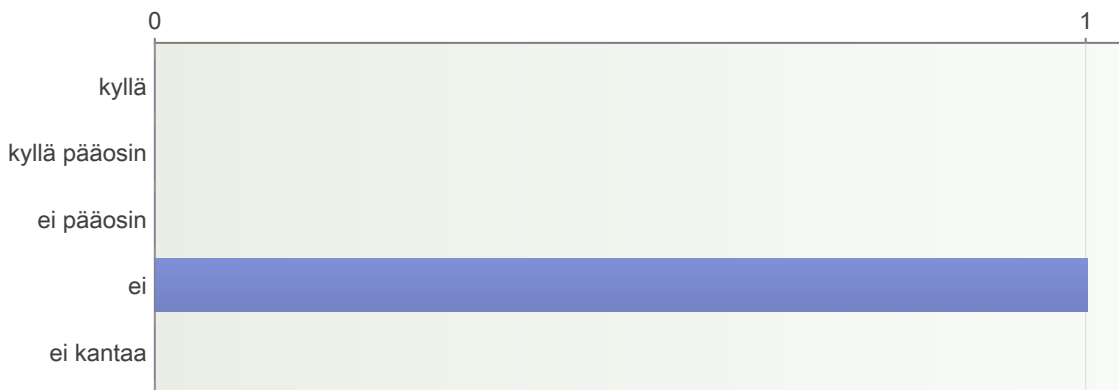 0 1
kyllä
kyllä pääosin
ei pääosin
ei
ei kantaa